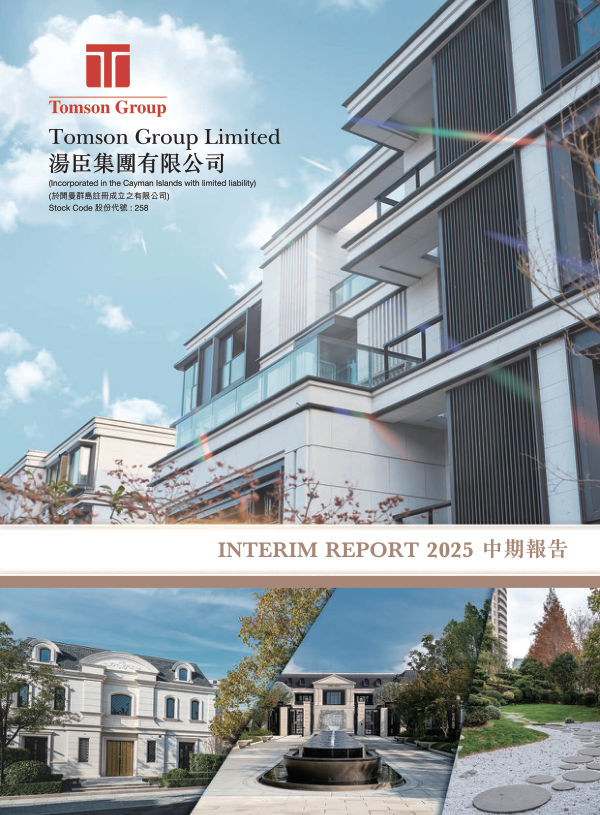 Tomson Group
Tomson Group Limited
湯臣集團有限公司
(Incorporated in the Cayman Islands with limited liability)
(於開曼群島註冊成立之有限公司)
Stock Code 股份代號 : 258
INTERIM REPORT 2025 中期報告